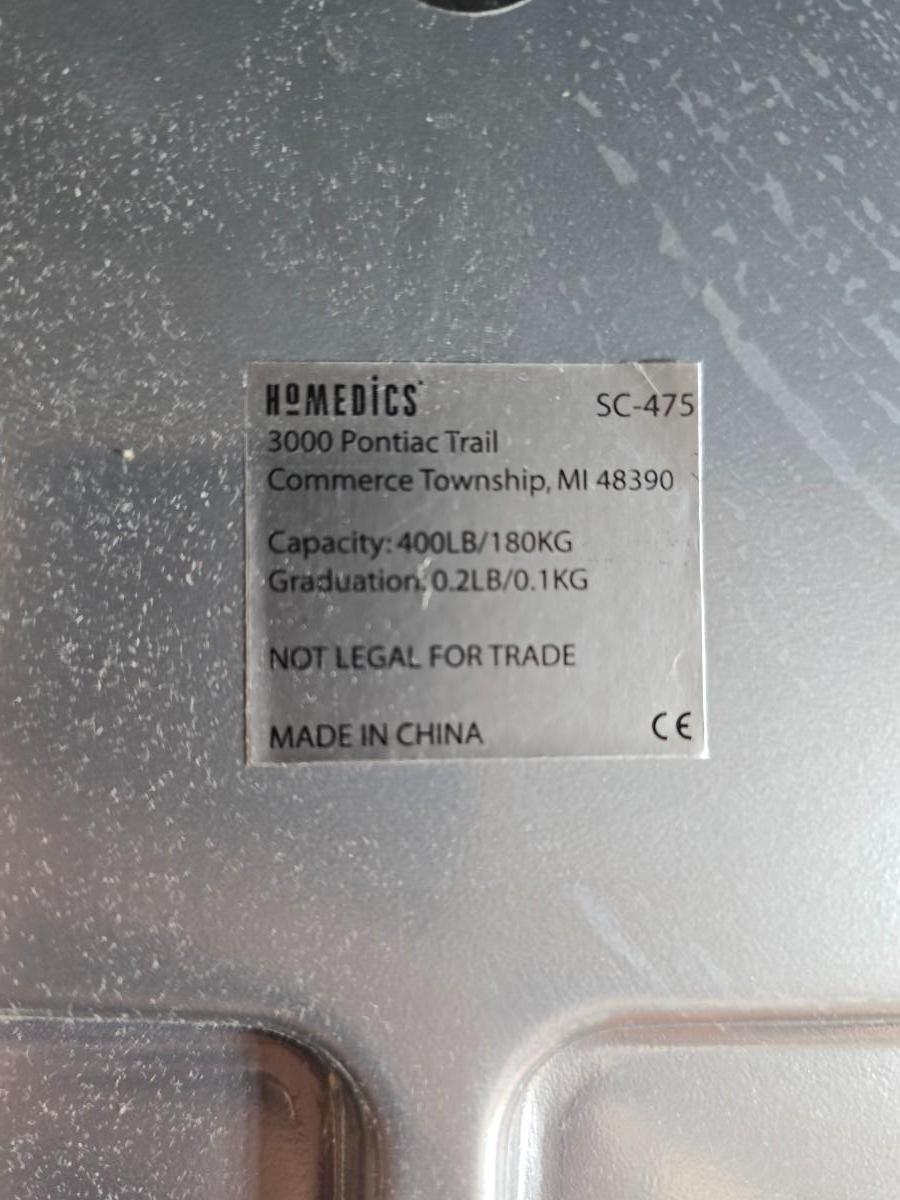 HoMEDiCS SC-475
3000 Pontiac Trail
Commerce Township, MI 48390
Capacity: 400LB/180KG
Graduation: 0.2LB/0.1KG
NOT LEGAL FOR TRADE
MADE IN CHINA CE